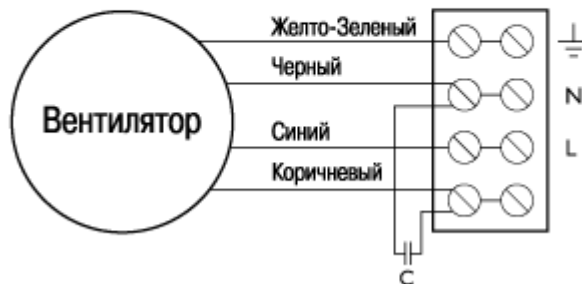 Желто-Зеленый
Черный
N
Вентилятор
Синий
L
Коричневый
C